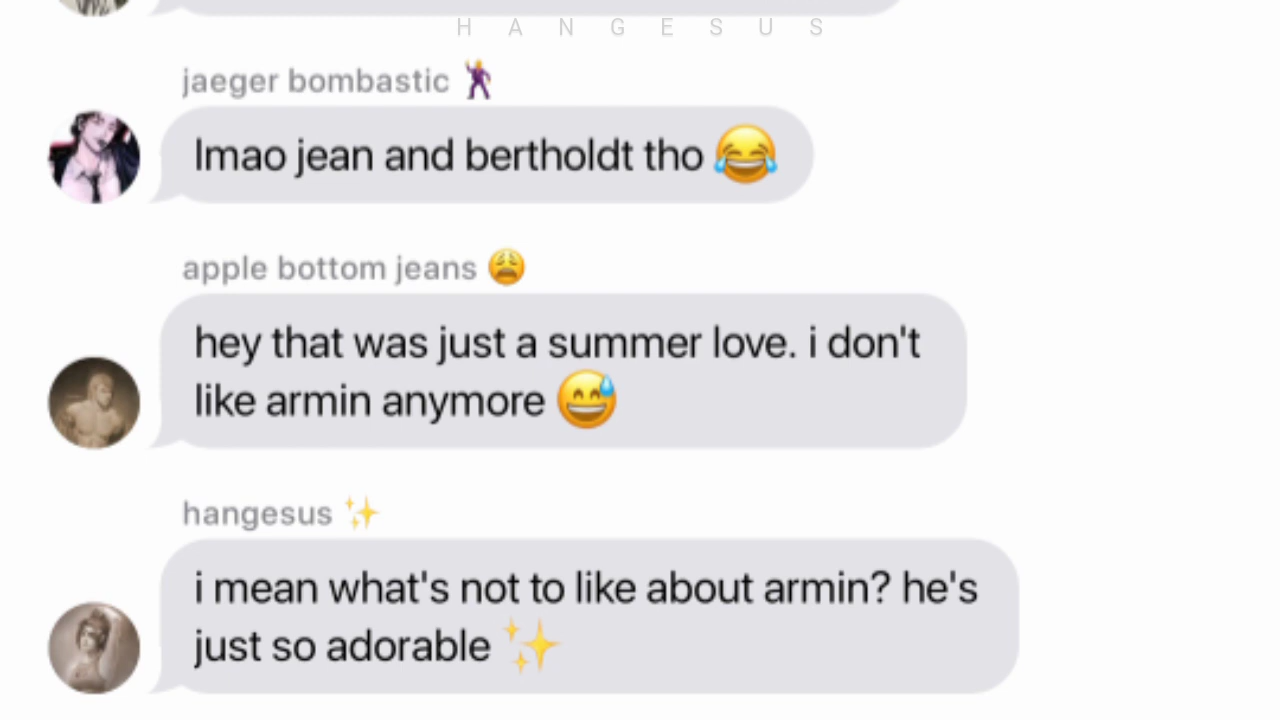 H A N G E S U S
jaeger bombastic 🕺
lmao jean and bertholdt tho 😂
apple bottom jeans 😩
hey that was just a summer love. i don't
like armin anymore 😅
hangesus ✨
i mean what's not to like about armin? he's
just so adorable ✨